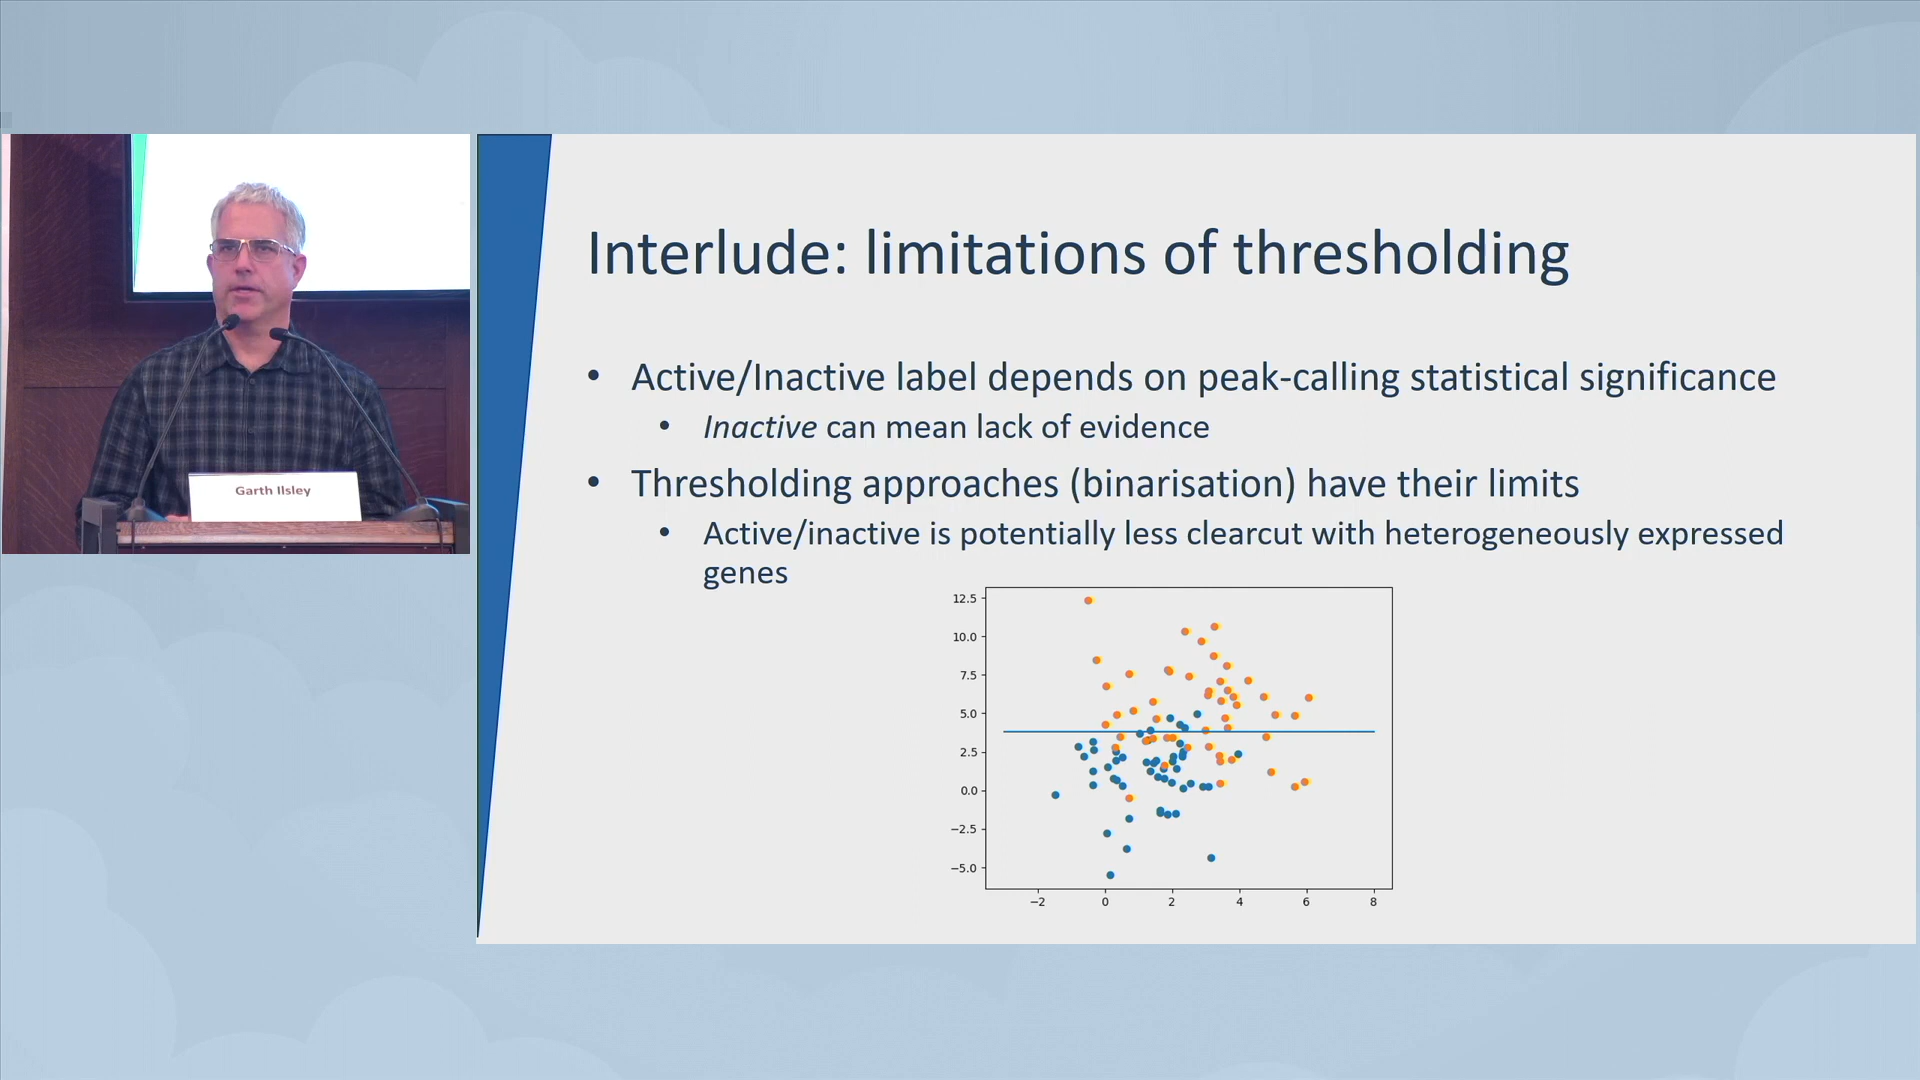 Garth Ilsley
Interlude: limitations of thresholding
• Active/Inactive label depends on peak-calling statistical significance
• Inactive can mean lack of evidence
• Thresholding approaches (binarisation) have their limits
• Active/inactive is potentially less clearcut with heterogeneously expressed
genes
12.5
10.0
7.5
5.0
2.5
0.0
−2.5
−5.0
−2 0 2 4 6 8